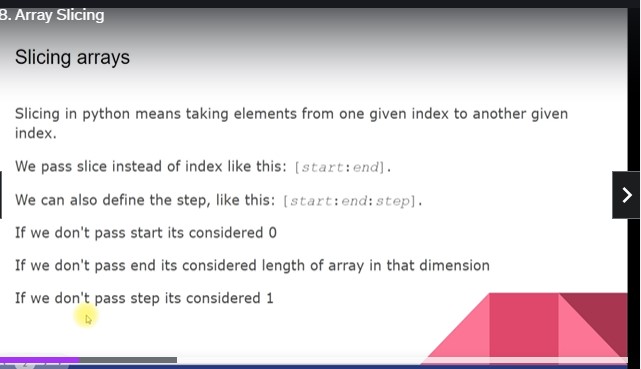 8. Array Slicing
Slicing arrays
Slicing in python means taking elements from one given index to another given
index.
We pass slice instead of index like this: [start:end].
We can also define the step, like this: [start:end:step].
If we don't pass start its considered 0
If we don't pass end its considered length of array in that dimension
If we don't pass step its considered 1